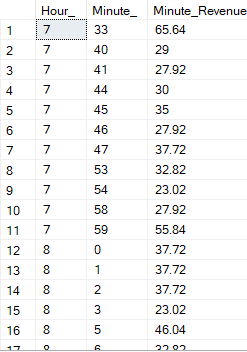 Hour_ Minute_ Minute_Revenue
1 7 33 65.64
2 7 40 29
3 7 41 27.92
4 7 44 30
5 7 45 35
6 7 46 27.92
7 7 47 37.72
8 7 53 32.82
9 7 54 23.02
10 7 58 27.92
11 7 59 55.84
12 8 0 37.72
13 8 1 37.72
14 8 2 37.72
15 8 3 23.02
16 8 5 46.04
17 8 6 32.82